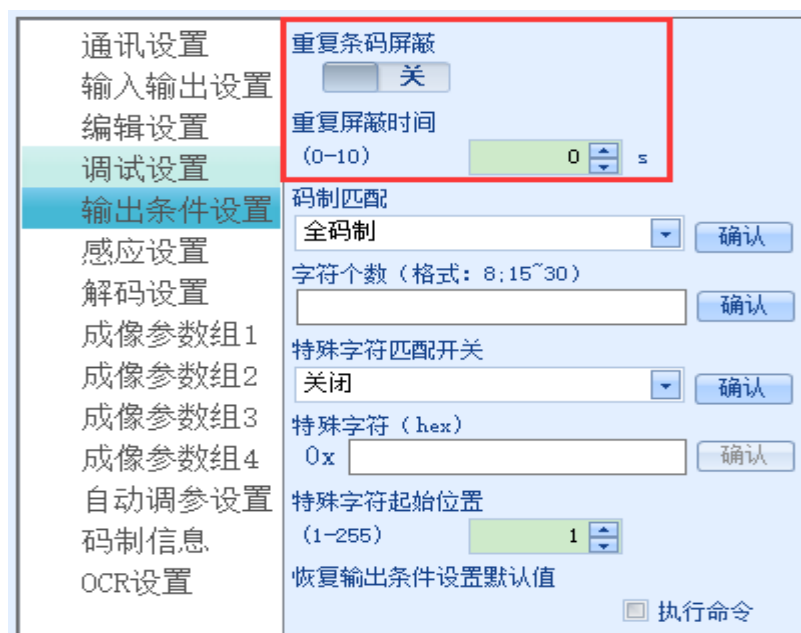 通讯设置
输入输出设置
编辑设置
调试设置
输出条件设置
感应设置
解码设置
成像参数组1
成像参数组2
成像参数组3
成像参数组4
自动调参设置
码制信息
OCR设置
重复条码屏蔽
关
重复屏蔽时间
(0-10) 0 s
码制匹配
全码制 确认
字符个数（格式: 8;15~30）
确认
特殊字符匹配开关
关闭 确认
特殊字符（hex）
0x 确认
特殊字符起始位置
(1-255) 1
恢复输出条件设置默认值
执行命令